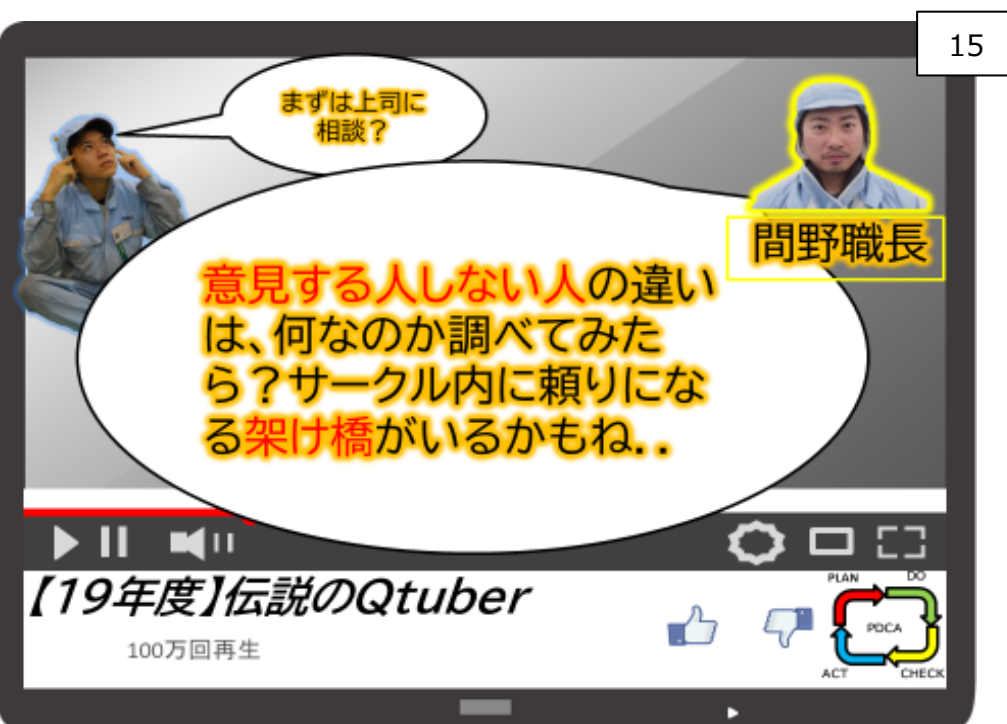 15
まずは上司に
相談？
間野職長
意見する人しない人の違い
は、何なのか調べてみた
ら？サークル内に頼りにな
る架け橋がいるかもね．．
【19年度】伝説のQtuber
100万回再生
PLAN
DO
PDCA
ACT
CHECK